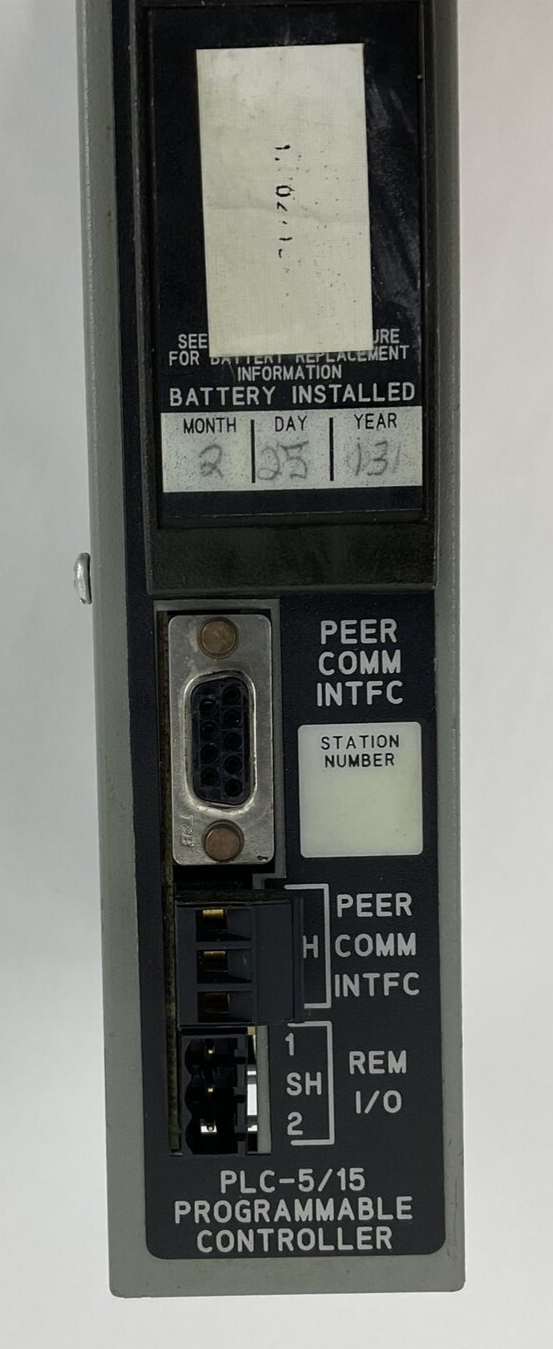 SEE URE
FOR BATTERY REPLACEMENT
INFORMATION
BATTERY INSTALLED
MONTH DAY YEAR
2 25 13
PEER
COMM
INTFC
STATION
NUMBER
PEER
H COMM
INTFC
1
SH
2
REM
I/O
PLC-5/15
PROGRAMMABLE
CONTROLLER